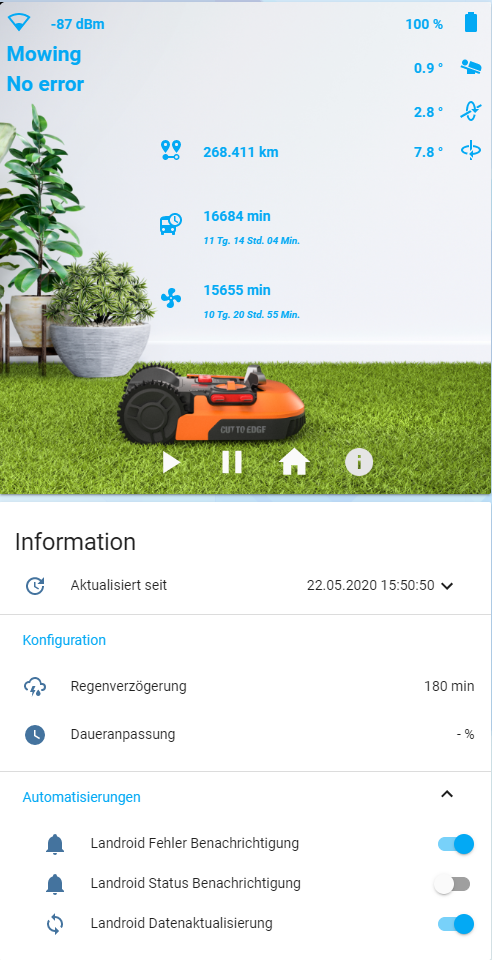 -87 dBm
100 %
Mowing
0.9 °
No error
2.8 °
268.411 km
7.8 °
16684 min
11 Tg. 14 Std. 04 Min.
15655 min
10 Tg. 20 Std. 55 Min.
CUT TO EDGE
Information
Aktualisiert seit
22.05.2020 15:50:50
Konfiguration
Regenverzögerung
180 min
Daueranpassung
- %
Automatisierungen
Landroid Fehler Benachrichtigung
Landroid Status Benachrichtigung
Landroid Datenaktualisierung